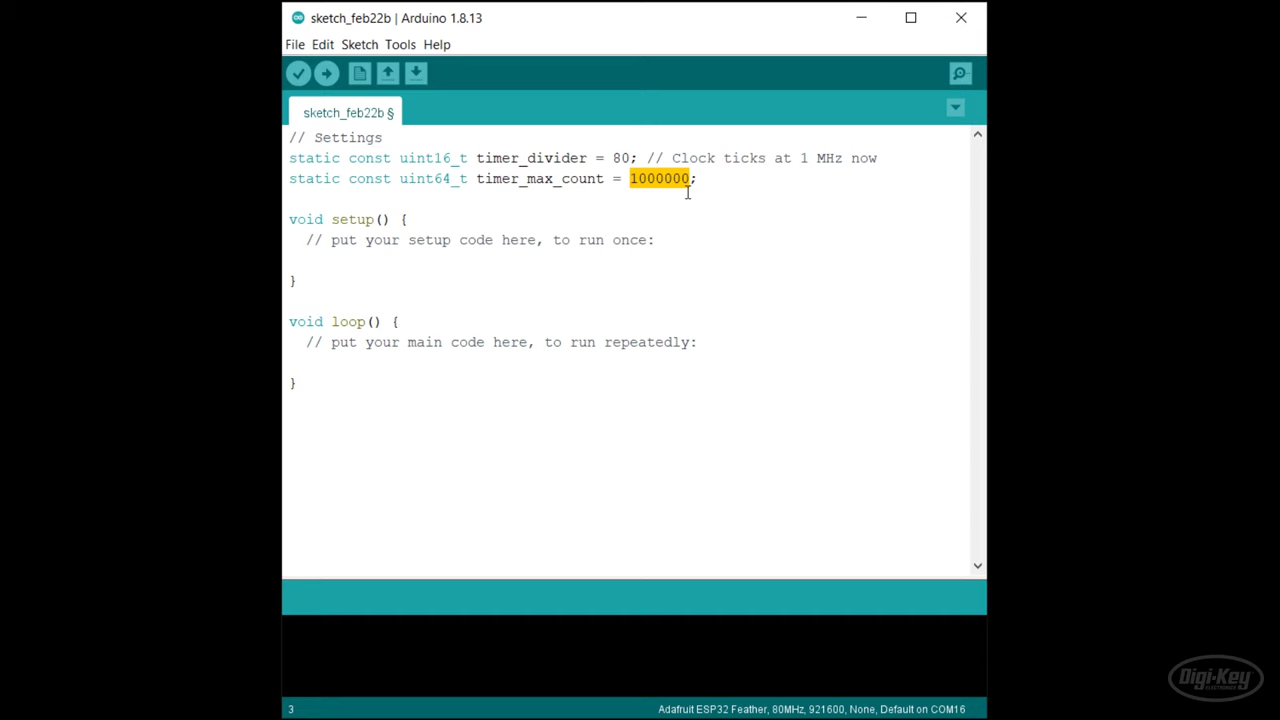 sketch_feb22b | Arduino 1.8.13
File Edit Sketch Tools Help
sketch_feb22b §
// Settings
static const uint16_t timer_divider = 80; // Clock ticks at 1 MHz now
static const uint64_t timer_max_count = 1000000;
void setup() {
// put your setup code here, to run once:
}
void loop() {
// put your main code here, to run repeatedly:
}
3
Adafruit ESP32 Feather, 80MHz, 921600, None, Default on COM16
Digi-Key
ELECTRONICS